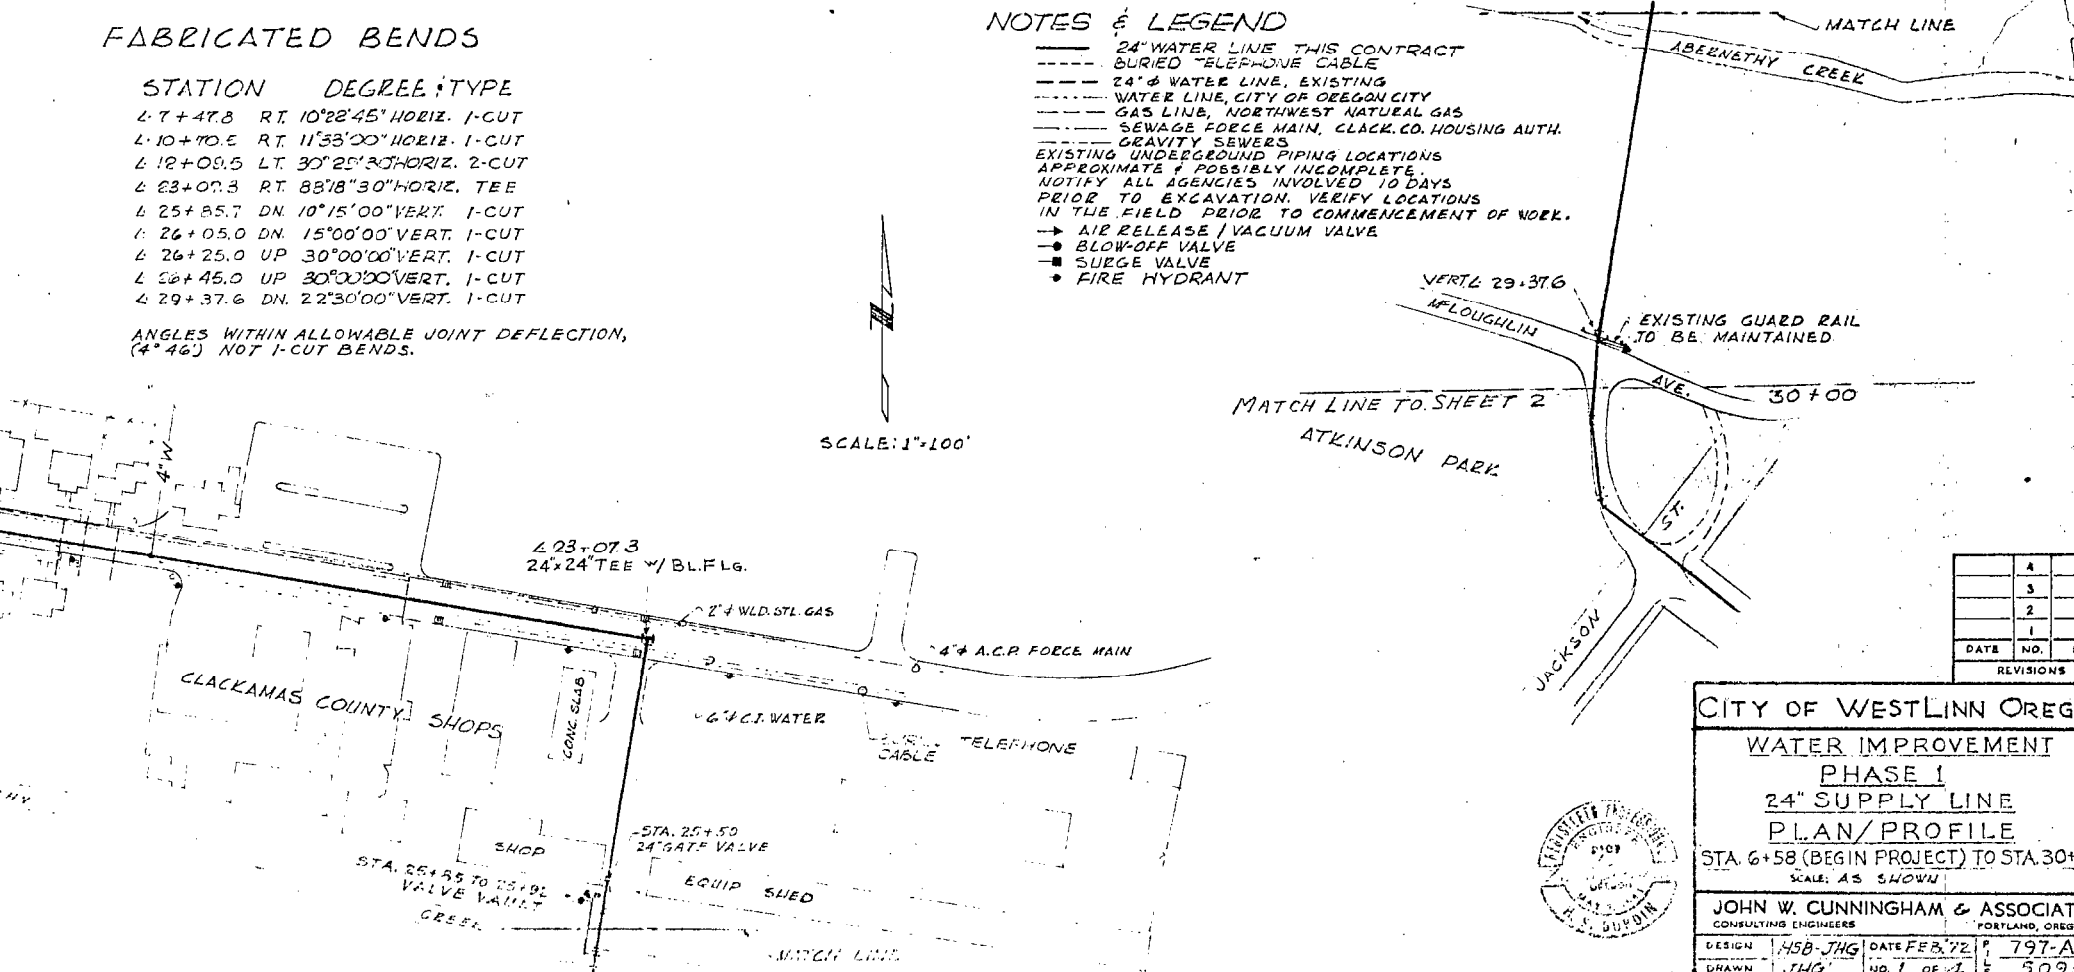 FABRICATED BENDS
STATION DEGREE & TYPE
∠ 7+47.8 RT. 10°22'45" HORIZ. 1-CUT
∠ 10+70.5 RT. 11°33'00" HORIZ. 1-CUT
∠ 12+09.5 LT. 30°25'30" HORIZ. 2-CUT
∠ 23+07.3 RT. 88°18'30" HORIZ. TEE
∠ 25+85.7 DN. 10°15'00" VERT. 1-CUT
∠ 26+05.0 DN. 15°00'00" VERT. 1-CUT
∠ 26+25.0 UP 30°00'00" VERT. 1-CUT
∠ 26+45.0 UP 30°00'00" VERT. 1-CUT
∠ 29+37.6 DN. 22°30'00" VERT. 1-CUT
ANGLES WITHIN ALLOWABLE JOINT DEFLECTION,
(4°46') NOT 1-CUT BENDS.
NOTES & LEGEND
24" WATER LINE THIS CONTRACT
BURIED TELEPHONE CABLE
24"ϕ WATER LINE, EXISTING
WATER LINE, CITY OF OREGON CITY
GAS LINE, NORTHWEST NATURAL GAS
SEWAGE FORCE MAIN, CLACK. CO. HOUSING AUTH.
GRAVITY SEWERS
EXISTING UNDERGROUND PIPING LOCATIONS
APPROXIMATE & POSSIBLY INCOMPLETE.
NOTIFY ALL AGENCIES INVOLVED 10 DAYS
PRIOR TO EXCAVATION. VERIFY LOCATIONS
IN THE FIELD PRIOR TO COMMENCEMENT OF WORK.
AIR RELEASE / VACUUM VALVE
BLOW-OFF VALVE
SURGE VALVE
FIRE HYDRANT
MATCH LINE
ABERNETHY CREEK
N
SCALE: 1"=100'
VERT.∠ 29+37.6
McLOUGHLIN
AVE.
EXISTING GUARD RAIL
TO BE MAINTAINED
MATCH LINE TO SHEET 2
30+00
ATKINSON PARK
ST.
JACKSON
4" W
∠ 23+07.3
24"x24" TEE W/ BL. FLG.
2"ϕ WLD. STL. GAS
4"ϕ A.C.P. FORCE MAIN
CLACKAMAS COUNTY SHOPS
CONC. SLAB
6"ϕ C.I. WATER
TELEPHONE
CABLE
SHOP
STA. 25+50
24" GATE VALVE
VALVE VAULT
EQUIP SHED
CREEK
MATCH LINE
4
3
2
1
DATE NO.
REVISIONS
CITY OF WEST LINN OREG
WATER IMPROVEMENT
PHASE 1
24" SUPPLY LINE
PLAN/PROFILE
STA. 6+58 (BEGIN PROJECT) TO STA. 30+
SCALE: AS SHOWN
JOHN W. CUNNINGHAM & ASSOCIAT
CONSULTING ENGINEERS PORTLAND, OREG
DESIGN HSB-JHG DATE FEB. '72 797-A
DRAWN JHG NO. 1 OF